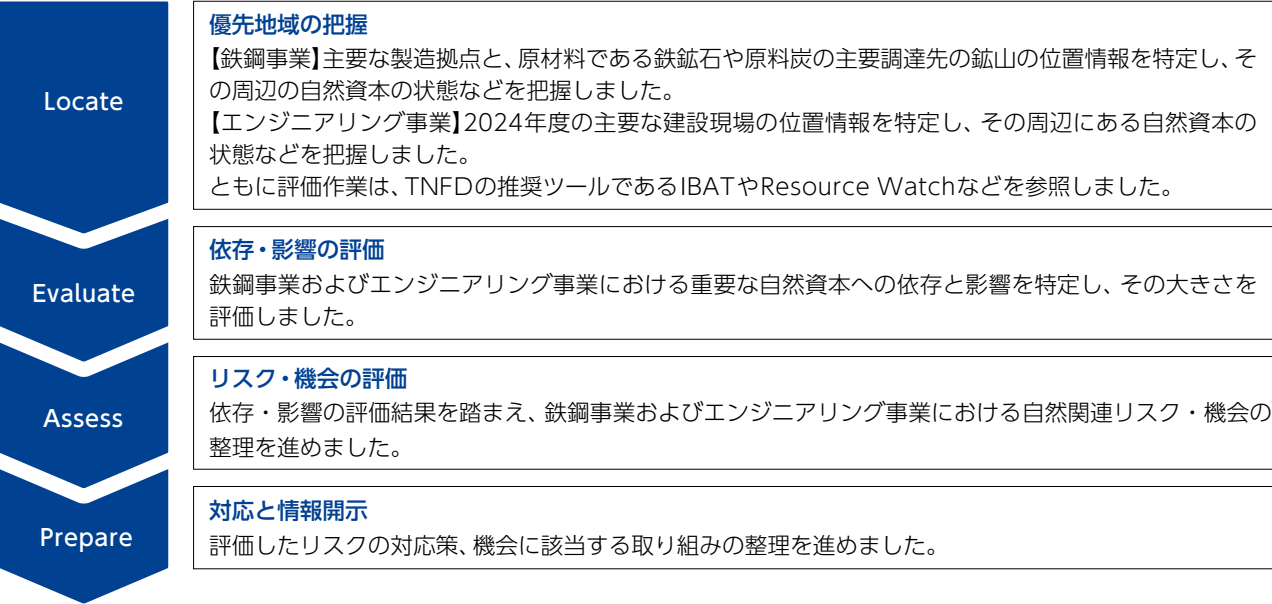 Locate
優先地域の把握
【鉄鋼事業】主要な製造拠点と、原材料である鉄鉱石や原料炭の主要調達先の鉱山の位置情報を特定し、そ
の周辺の自然資本の状態などを把握しました。
【エンジニアリング事業】2024年度の主要な建設現場の位置情報を特定し、その周辺にある自然資本の
状態などを把握しました。
ともに評価作業は、TNFDの推奨ツールであるIBATやResource Watchなどを参照しました。
Evaluate
依存・影響の評価
鉄鋼事業およびエンジニアリング事業における重要な自然資本への依存と影響を特定し、その大きさを
評価しました。
Assess
リスク・機会の評価
依存・影響の評価結果を踏まえ、鉄鋼事業およびエンジニアリング事業における自然関連リスク・機会の
整理を進めました。
Prepare
対応と情報開示
評価したリスクの対応策、機会に該当する取り組みの整理を進めました。